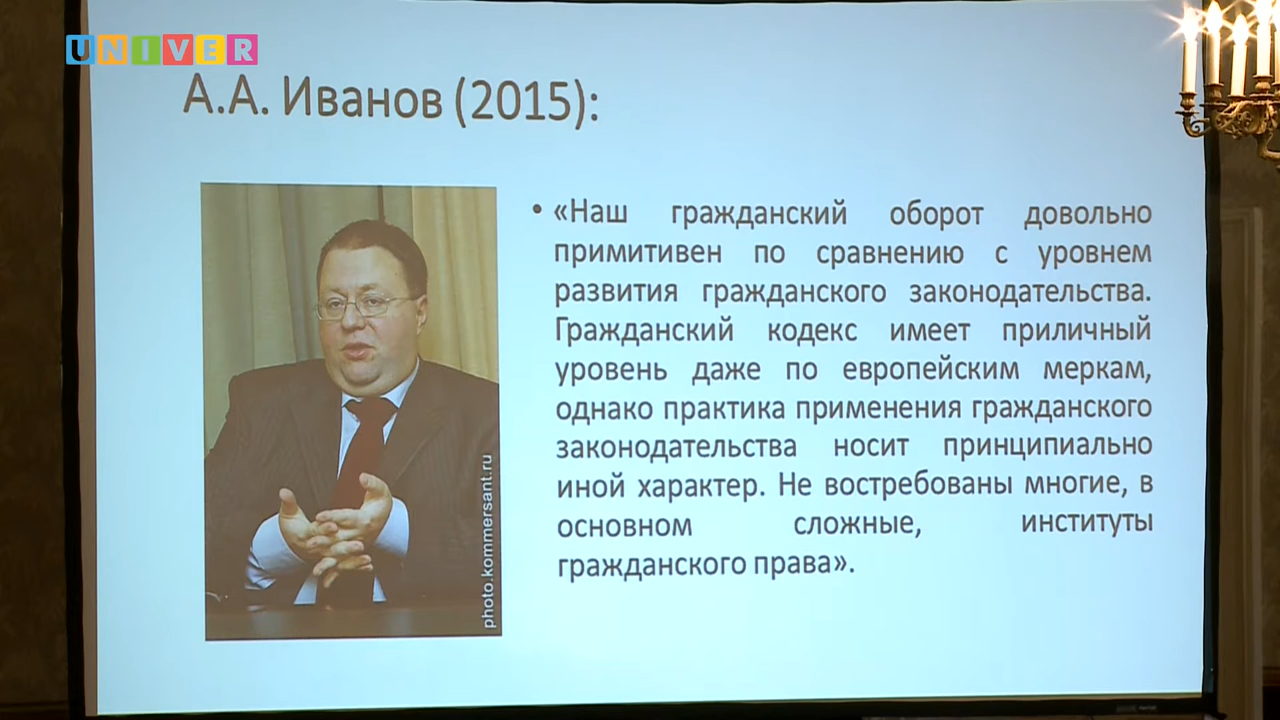 UNIVER
А.А. Иванов (2015):
• «Наш гражданский оборот довольно
примитивен по сравнению с уровнем
развития гражданского законодательства.
Гражданский кодекс имеет приличный
уровень даже по европейским меркам,
однако практика применения гражданского
законодательства носит принципиально
иной характер. Не востребованы многие, в
основном сложные, институты
гражданского права».
photo.kommersant.ru